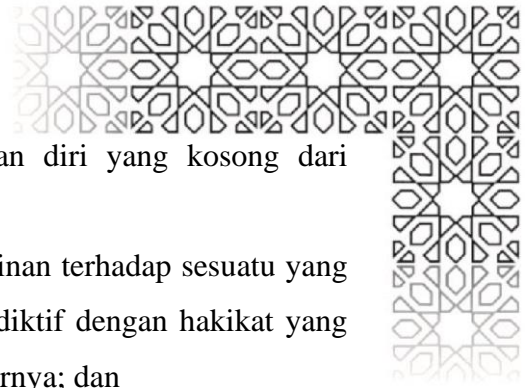 an diri yang kosong dari
inan terhadap sesuatu yang
diktif dengan hakikat yang
rnya; dan